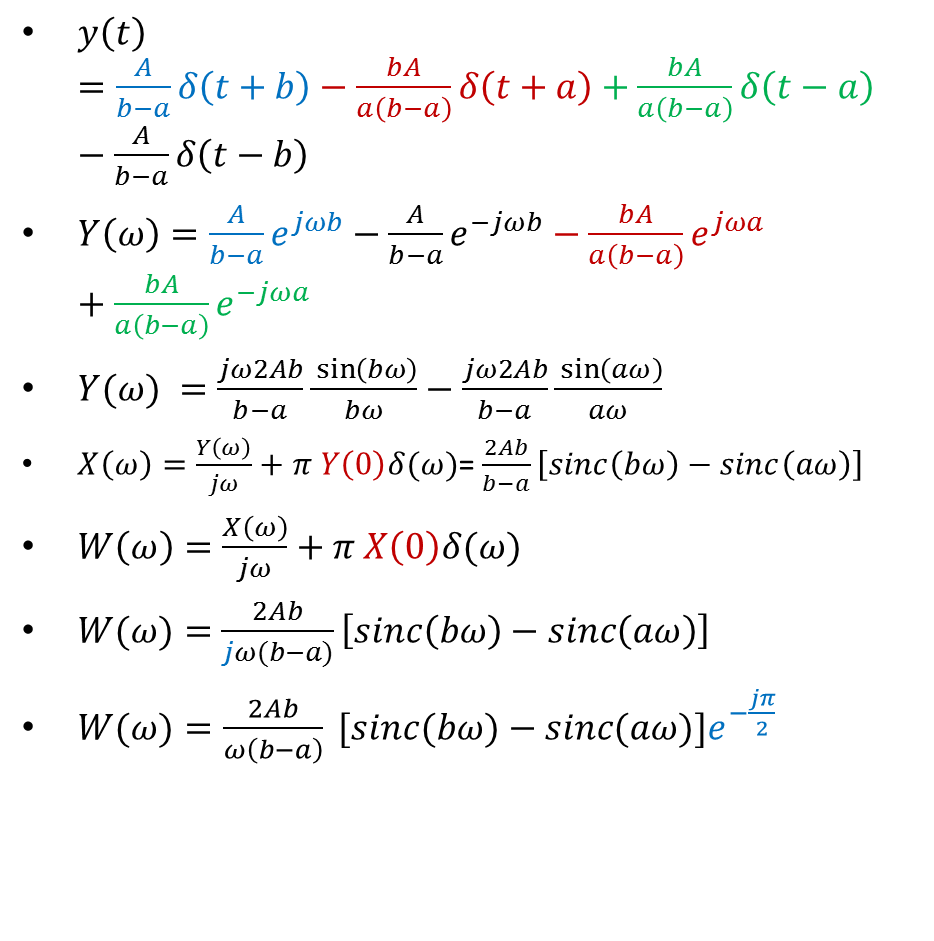 • y(t)
= A/(b−a) δ(t + b) − bA/(a(b−a)) δ(t + a) + bA/(a(b−a)) δ(t − a)
− A/(b−a) δ(t − b)
• Y(ω) = A/(b−a) e^{jωb} − A/(b−a) e^{−jωb} − bA/(a(b−a)) e^{jωa}
+ bA/(a(b−a)) e^{−jωa}
• Y(ω) = jω2Ab/(b−a) sin(bω)/(bω) − jω2Ab/(b−a) sin(aω)/(aω)
• X(ω) = Y(ω)/(jω) + π Y(0)δ(ω)= 2Ab/(b−a) [sinc(bω) − sinc(aω)]
• W(ω) = X(ω)/(jω) + π X(0)δ(ω)
• W(ω) = 2Ab/(jω(b−a)) [sinc(bω) − sinc(aω)]
• W(ω) = 2Ab/(ω(b−a)) [sinc(bω) − sinc(aω)]e^{−jπ/2}